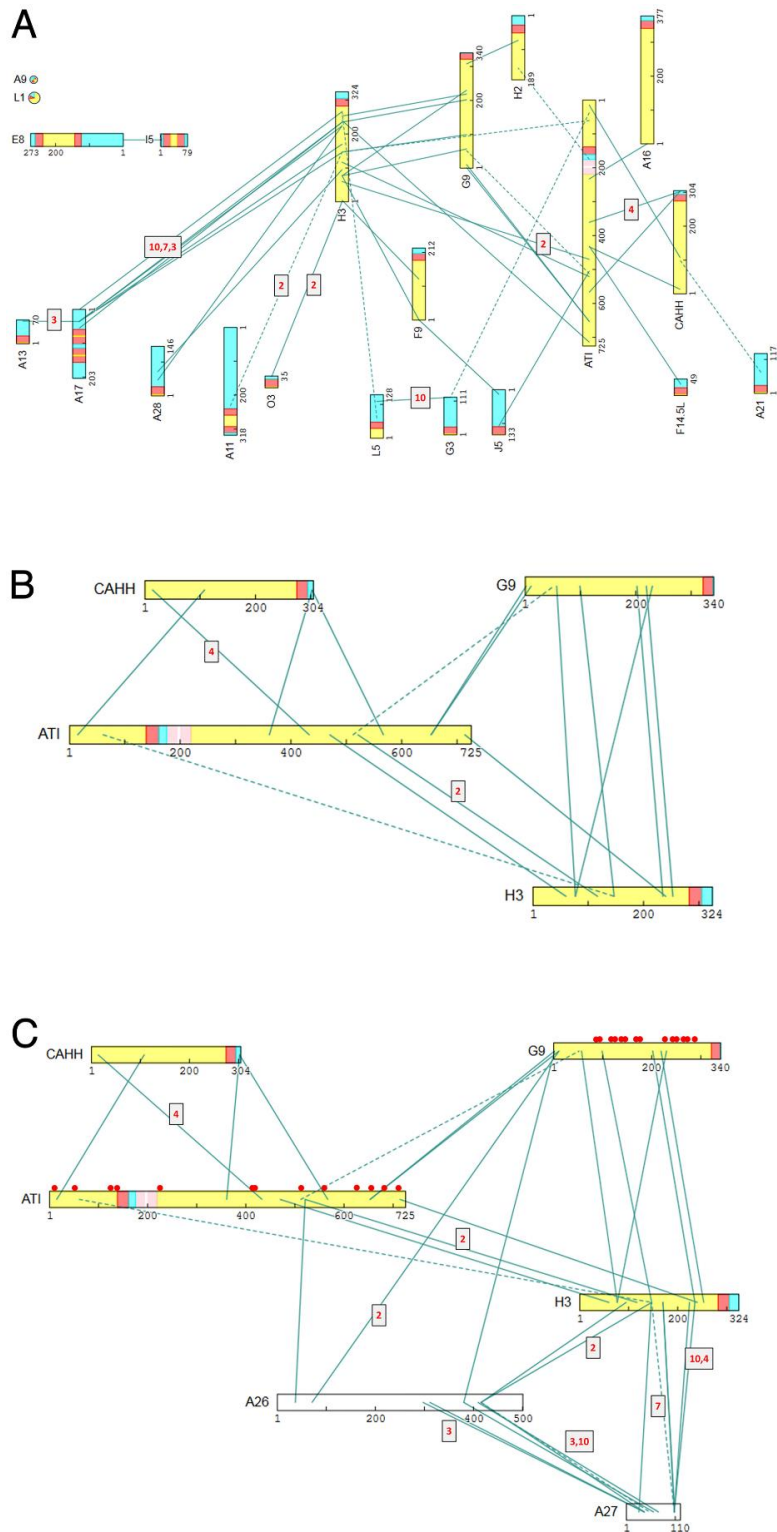 A
A9
L1
E8
273 200 1
I5
1 79
H3
324
200
1
G9
340
200
1
H2
1
189
A16
377
200
1
ATI
1
200
400
600
725
CAHH
304
200
1
10,7,3
2
2
2
4
3
10
A13
70
1
A17
1
203
A28
146
1
A11
1
200
318
O3
35
F9
212
1
L5
128
1
G3
111
1
J5
1
133
F14.5L
49
A21
117
1
B
CAHH
1 200 304
G9
1 200 340
4
ATI
1 200 400 600 725
2
H3
1 200 324
C
CAHH
1 200 304
G9
1 200 340
4
ATI
1 200 400 600 725
2
2
H3
1 200 324
2
10,4
A26
1 200 400 500
7
3
3,10
A27
1 110